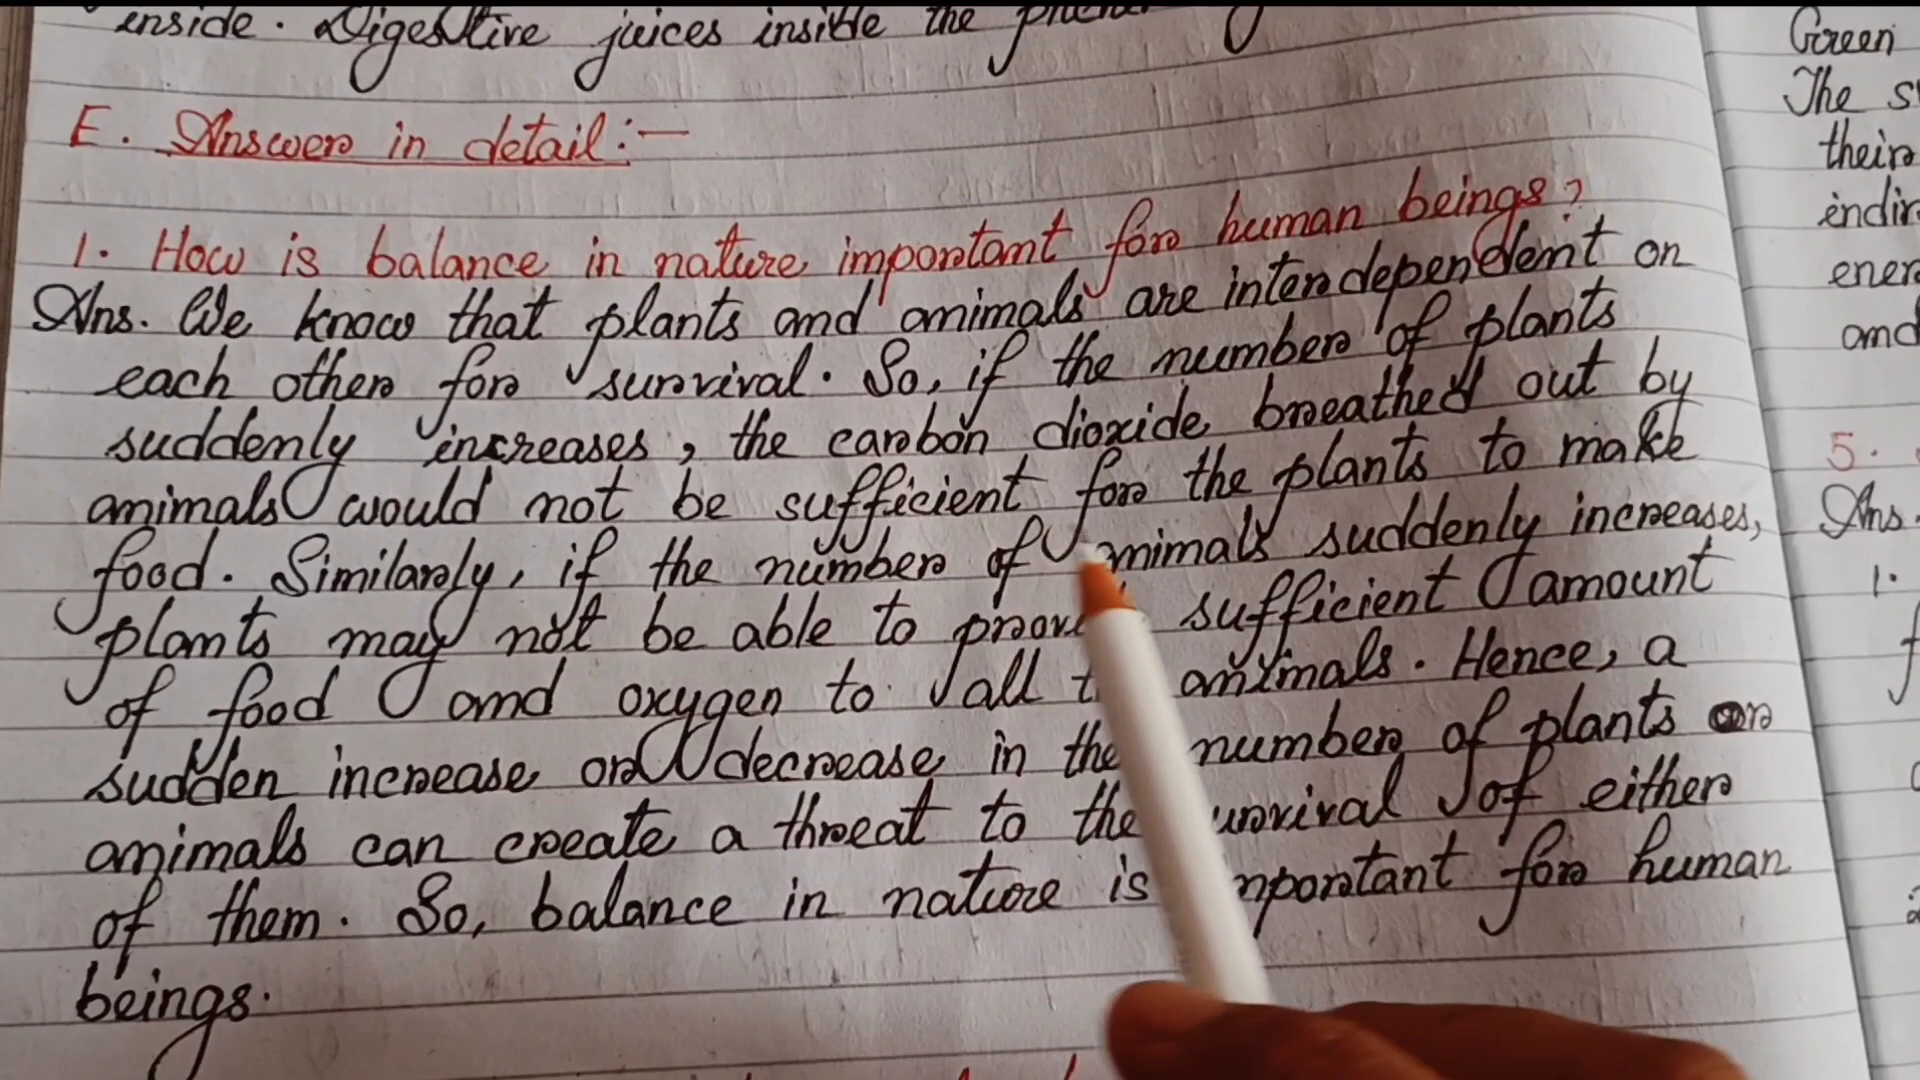 inside. Digestive juices inside the
E. Answer in detail:-
1. How is balance in nature important for human beings?
Ans. We know that plants and animals are interdependent on
each other for survival. So, if the number of plants
suddenly increases, the carbon dioxide breathed out by
animals would not be sufficient for the plants to make
food. Similarly, if the number of animals suddenly increases,
plants may not be able to sufficient amount
of food and oxygen to all animals. Hence, a
sudden increase or decrease in the number of plants or
animals can create a threat to the survival of either
of them. So, balance in nature is important for human
beings.
Green
The
their
and
5.
Ans.
1.